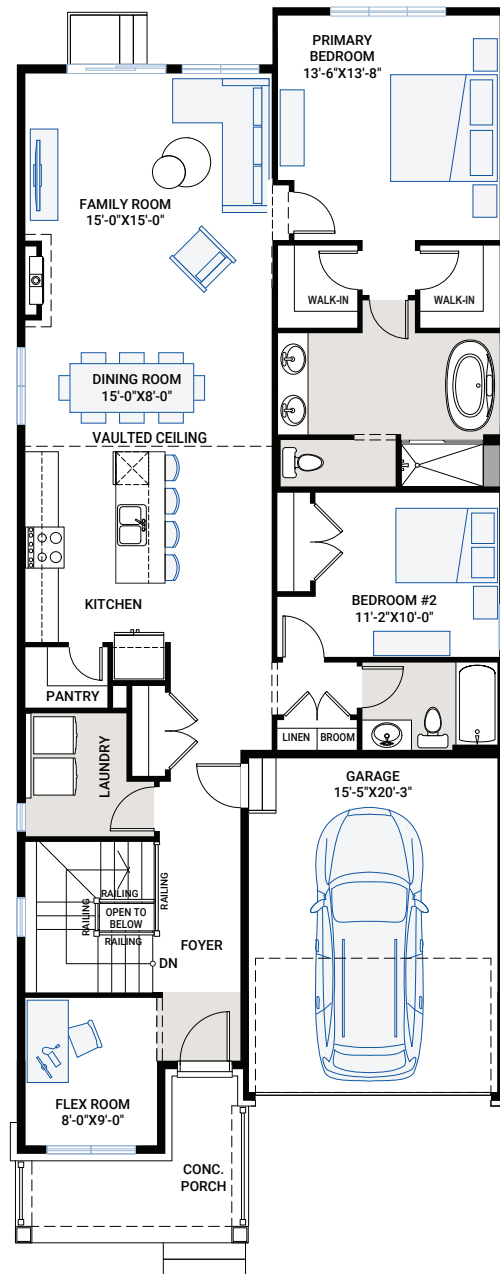 PRIMARY
BEDROOM
13'-6"X13'-8"
FAMILY ROOM
15'-0"X15'-0"
WALK-IN
WALK-IN
DINING ROOM
15'-0"X8'-0"
VAULTED CEILING
KITCHEN
BEDROOM #2
11'-2"X10'-0"
PANTRY
LINEN
BROOM
LAUNDRY
GARAGE
15'-5"X20'-3"
RAILING
RAILING
RAILING
OPEN TO
BELOW
RAILING
FOYER
DN
FLEX ROOM
8'-0"X9'-0"
CONC.
PORCH